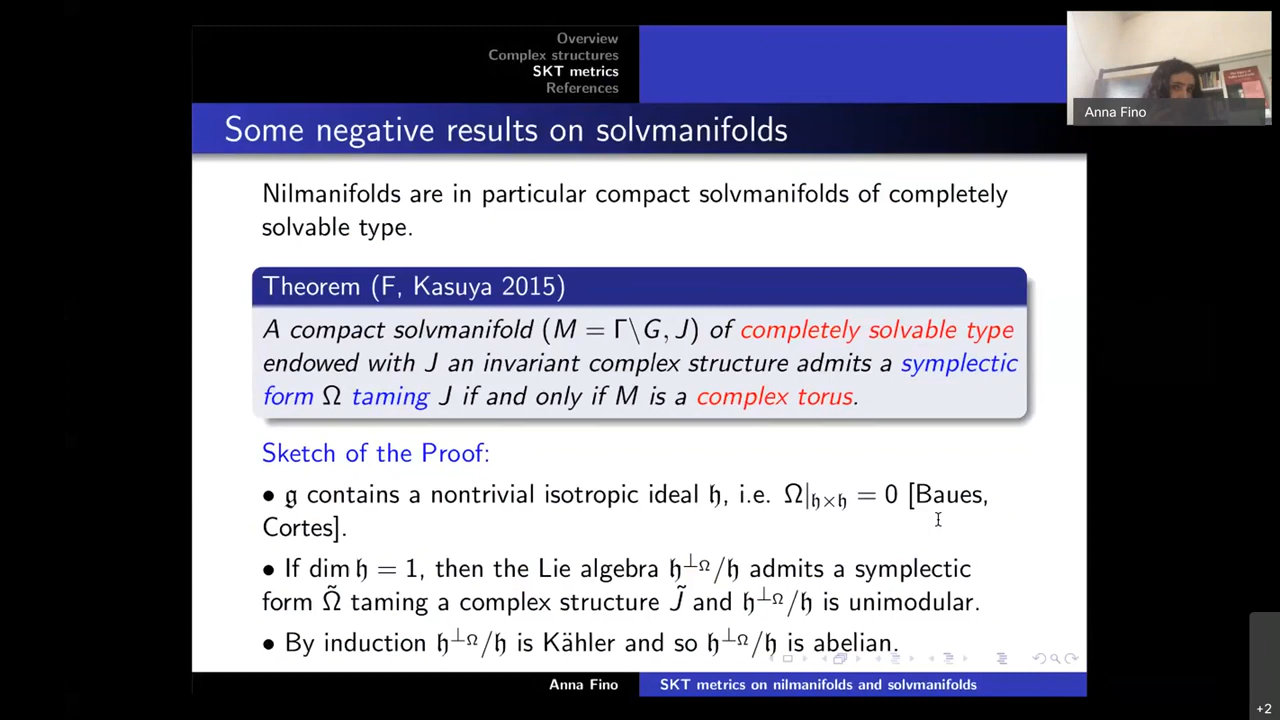 Overview
Complex structures
SKT metrics
References
Anna Fino
Some negative results on solvmanifolds
Nilmanifolds are in particular compact solvmanifolds of completely
solvable type.
Theorem (F, Kasuya 2015)
A compact solvmanifold (M = Γ\G, J) of completely solvable type
endowed with J an invariant complex structure admits a symplectic
form Ω taming J if and only if M is a complex torus.
Sketch of the Proof:
• 𝔤 contains a nontrivial isotropic ideal 𝔥, i.e. Ω|𝔥×𝔥 = 0 [Baues,
Cortes].
• If dim 𝔥 = 1, then the Lie algebra 𝔥^⊥Ω/𝔥 admits a symplectic
form Ω̃ taming a complex structure J̃ and 𝔥^⊥Ω/𝔥 is unimodular.
• By induction 𝔥^⊥Ω/𝔥 is Kähler and so 𝔥^⊥Ω/𝔥 is abelian.
Anna Fino
SKT metrics on nilmanifolds and solvmanifolds
+2